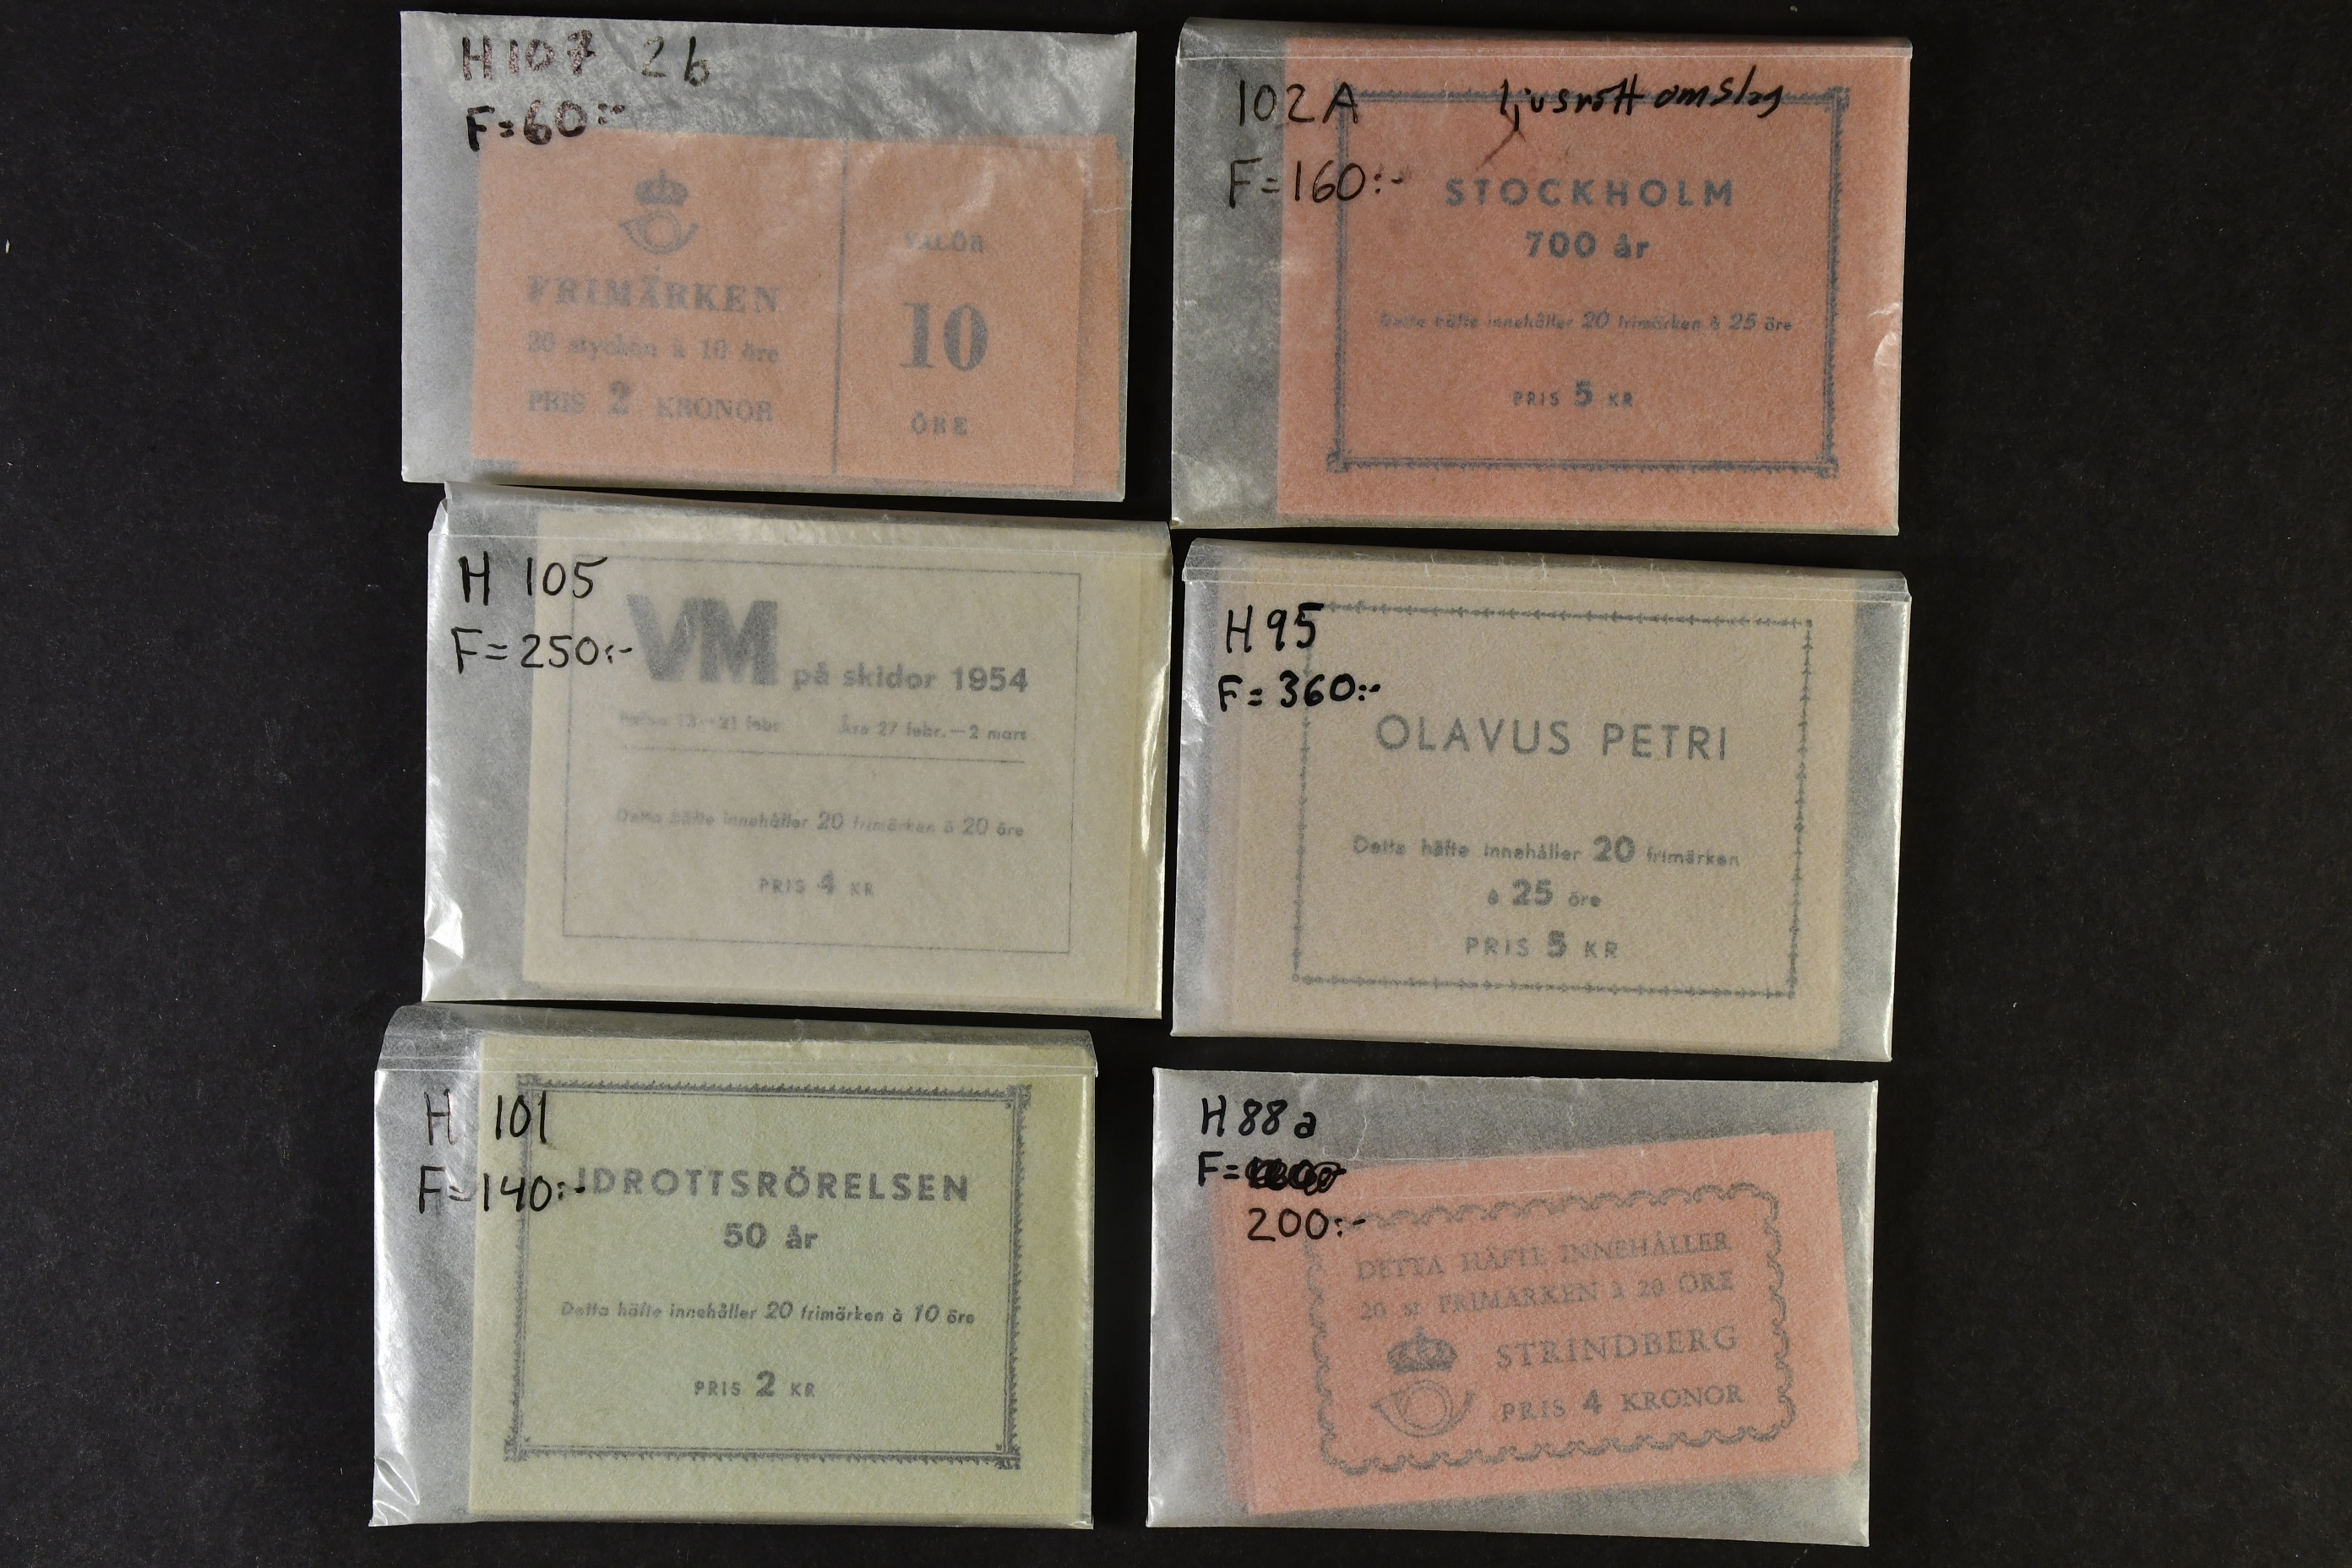 H107 2b
F=60:-
FRIMÄRKEN
20 stycken à 10 öre
PRIS 2 KRONOR
VALÖR
10
ÖRE
102A ljusrött omslag
F=160:-
STOCKHOLM
700 år
Detta häfte innehåller 20 frimärken à 25 öre
PRIS 5 KR
H 105
F=250:-
VM på skidor 1954
13–21 febr. Åre 27 febr.–2 mars
Detta häfte innehåller 20 frimärken à 20 öre
PRIS 4 KR
H95
F=360:-
OLAVUS PETRI
Detta häfte innehåller 20 frimärken
à 25 öre
PRIS 5 KR
H 101
F=140:-
IDROTTSRÖRELSEN
50 år
Detta häfte innehåller 20 frimärken à 10 öre
PRIS 2 KR
H88a
F=
200:-
DETTA HÄFTE INNEHÅLLER
20 st FRIMÄRKEN à 20 ÖRE
STRINDBERG
PRIS 4 KRONOR